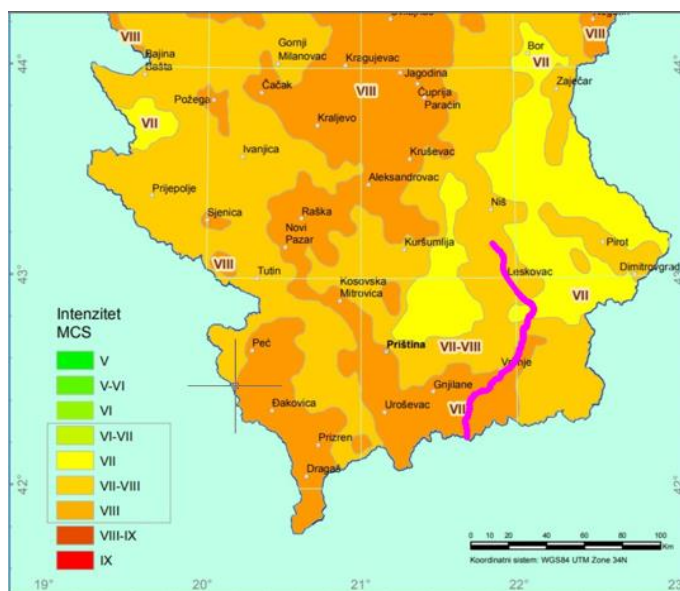 VIII
Gornji
Milanovac
Bajina
Bašta
Kragujevac
Bor
VII
VIII
44°
44°
Jagodina
Zaječar
Požega
Čačak
VIII
Ćuprija
Paraćin
VII
Kraljevo
Ivanjica
Kruševac
Aleksandrovac
Prijepolje
Niš
Sjenica
Raška
Novi
Pazar
Kuršumlija
Pirot
VIII
Tutin
Leskovac
Dimitrovgrad
43°
43°
Kosovska
Mitrovica
VII
Intenzitet
MCS
V
V-VI
VI
VI-VII
VII
VII-VIII
VIII
VIII-IX
IX
Peć
Priština
VII-VIII
Vranje
Gnjilane
Đakovica
Uroševac
VII
Prizren
Dragaš
42°
42°
0 10 20 40 60 80 100
Km
Koordinatni sistem: WGS84 UTM Zone 34N
19° 20° 21° 22° 23°